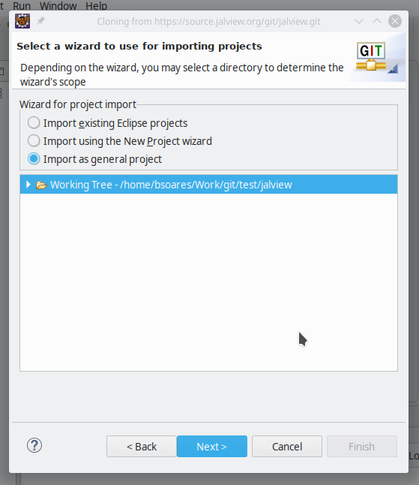 Run Window Help
Cloning from https://source.jalview.org/git/jalview.git
Select a wizard to use for importing projects
GIT
Depending on the wizard, you may select a directory to determine the
wizard's scope
Wizard for project import
Import existing Eclipse projects
Import using the New Project wizard
Import as general project
Working Tree - /home/bsoares/Work/git/test/jalview
? < Back Next > Cancel Finish